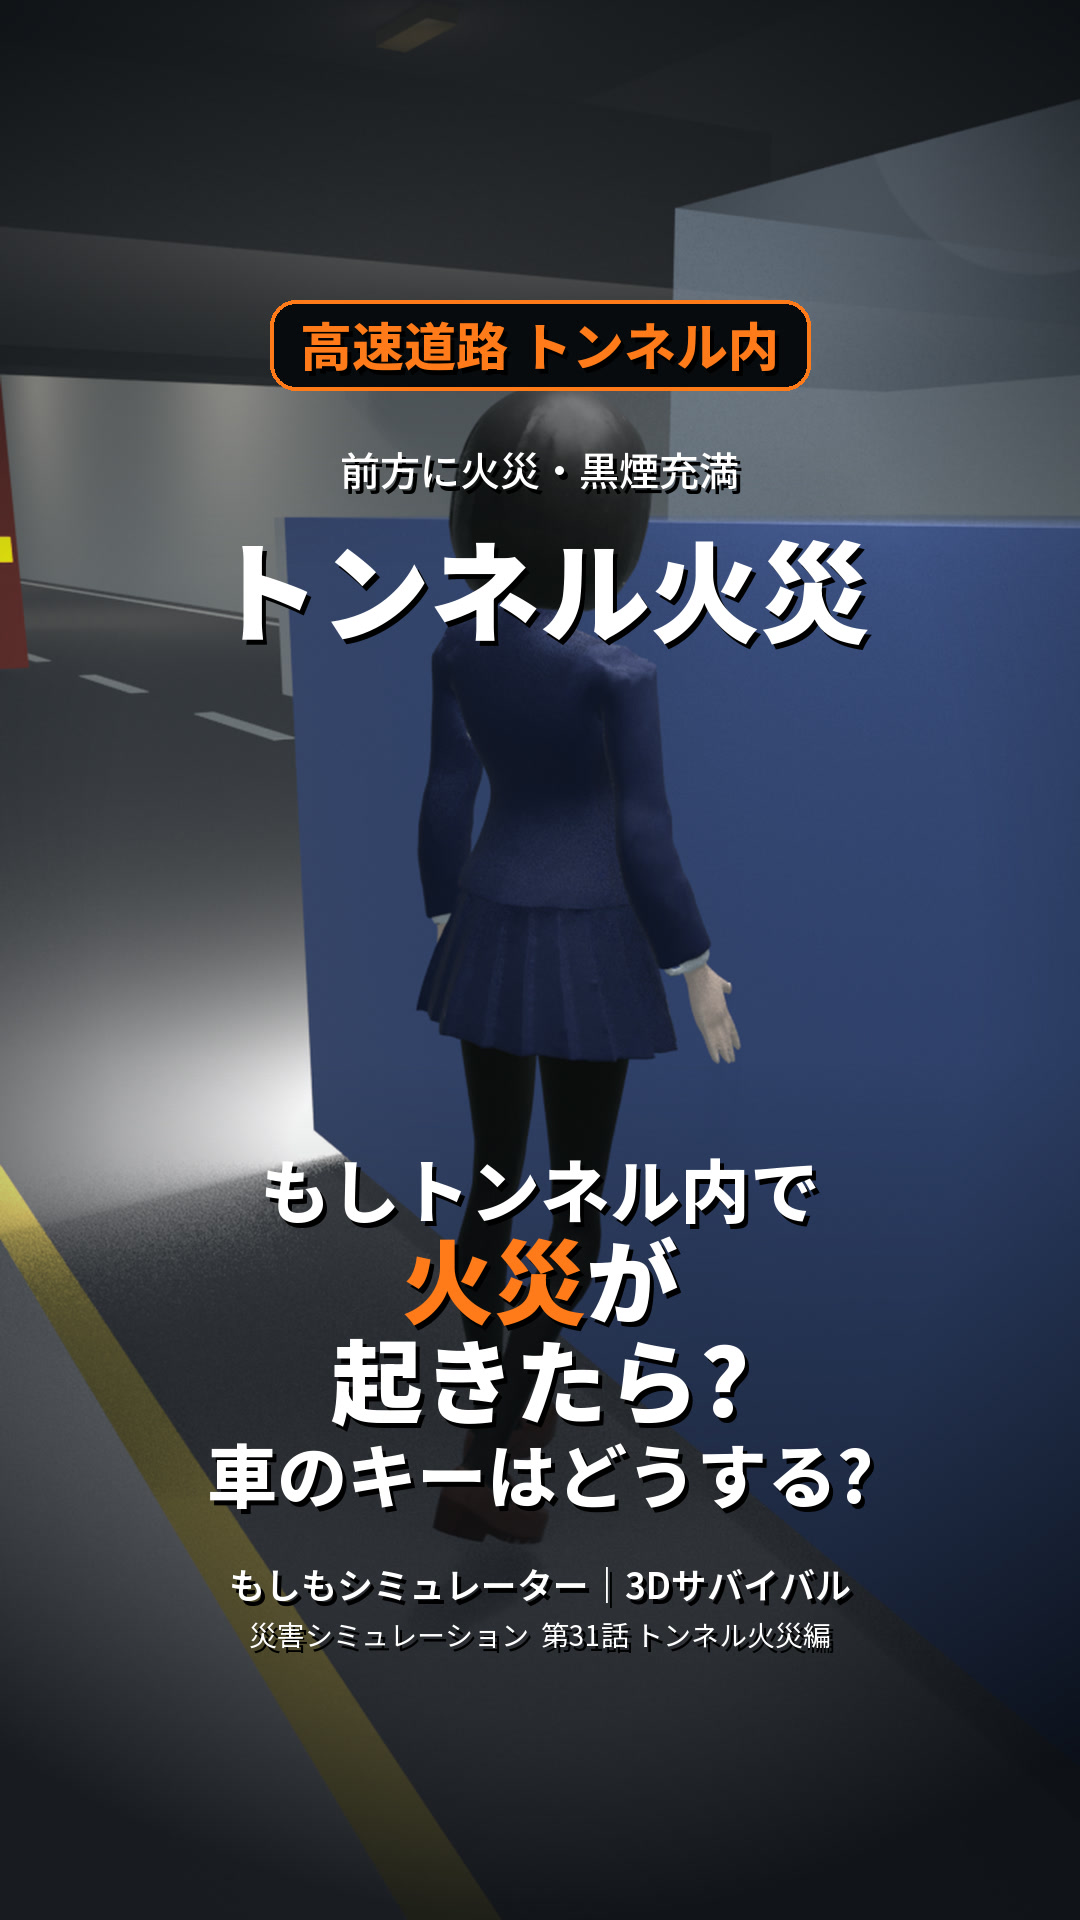 高速道路 トンネル内
前方に火災・黒煙充満
トンネル火災
もしトンネル内で
火災が
起きたら?
車のキーはどうする?
もしもシミュレーター｜3Dサバイバル
災害シミュレーション 第31話 トンネル火災編